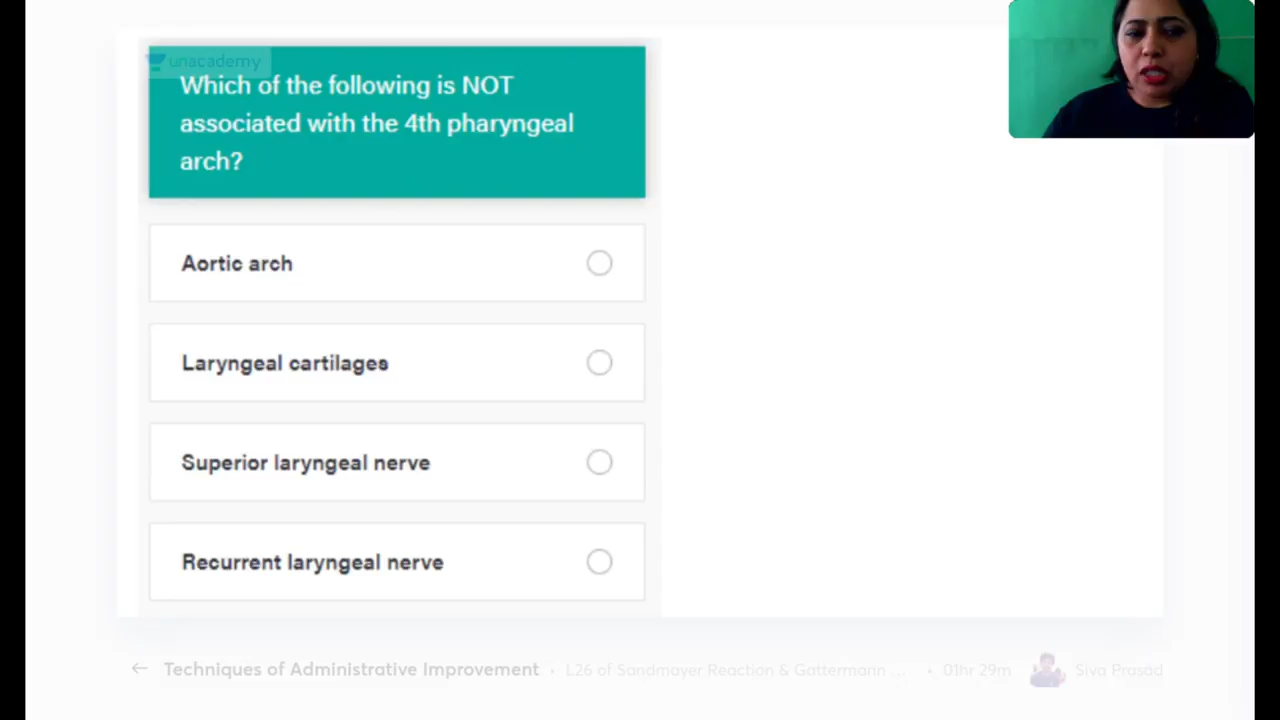 unacademy
Which of the following is NOT
associated with the 4th pharyngeal
arch?
Aortic arch
Laryngeal cartilages
Superior laryngeal nerve
Recurrent laryngeal nerve
← Techniques of Administrative Improvement • L26 of Sandmayer Reaction & Gattermann ... • 01hr 29m Siva Prasad